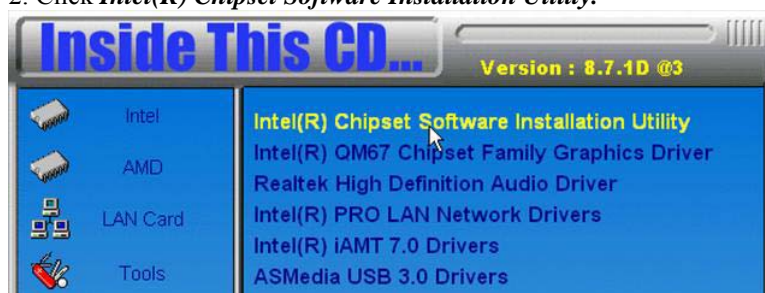 2. Click Intel(R) Chipset Software Installation Utility.
Inside This CD...
Version : 8.7.1D @3
Intel
AMD
LAN Card
Tools
Intel(R) Chipset Software Installation Utility
Intel(R) QM67 Chipset Family Graphics Driver
Realtek High Definition Audio Driver
Intel(R) PRO LAN Network Drivers
Intel(R) iAMT 7.0 Drivers
ASMedia USB 3.0 Drivers